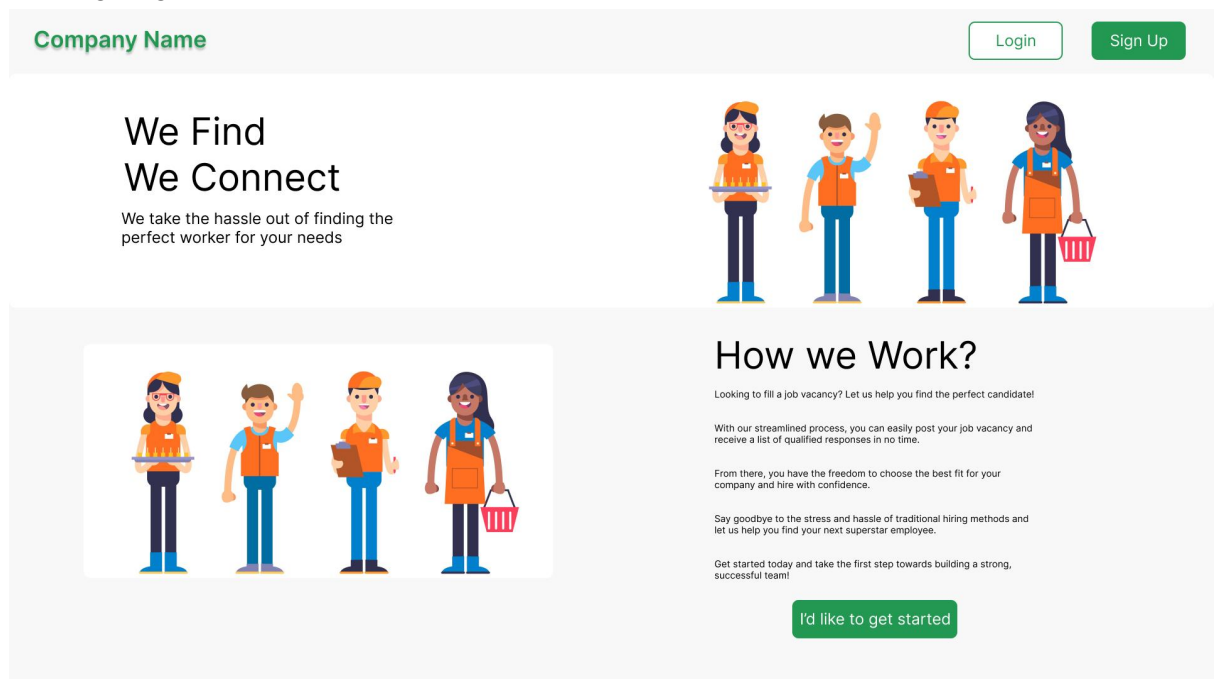 Company Name
Login
Sign Up
We Find
We Connect
We take the hassle out of finding the
perfect worker for your needs
How we Work?
Looking to fill a job vacancy? Let us help you find the perfect candidate!
With our streamlined process, you can easily post your job vacancy and
receive a list of qualified responses in no time.
From there, you have the freedom to choose the best fit for your
company and hire with confidence.
Say goodbye to the stress and hassle of traditional hiring methods and
let us help you find your next superstar employee.
Get started today and take the first step towards building a strong,
successful team!
I'd like to get started